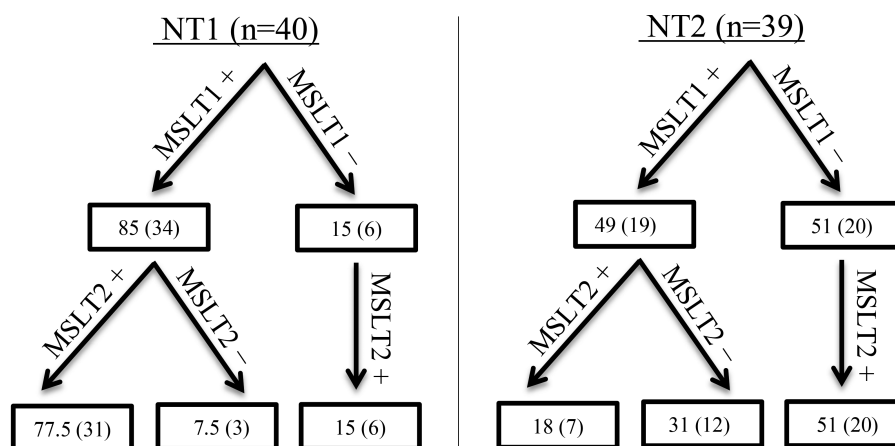 NT1 (n=40)
MSLT1 +
MSLT1 –
85 (34)
15 (6)
MSLT2 +
MSLT2 –
MSLT2 +
77.5 (31)
7.5 (3)
15 (6)
NT2 (n=39)
MSLT1 +
MSLT1 –
49 (19)
51 (20)
MSLT2 +
MSLT2 –
MSLT2 +
18 (7)
31 (12)
51 (20)